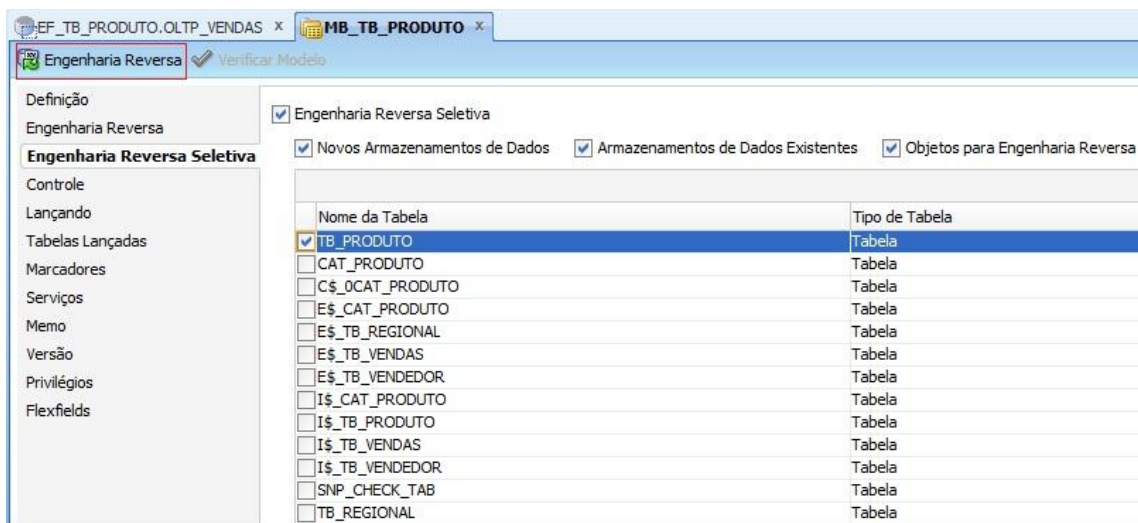 EF_TB_PRODUTO.OLTP_VENDAS x MB_TB_PRODUTO x
Engenharia Reversa Verificar Modelo
Definição
Engenharia Reversa
Engenharia Reversa Seletiva
Controle
Lançando
Tabelas Lançadas
Marcadores
Serviços
Memo
Versão
Privilégios
Flexfields
Engenharia Reversa Seletiva
Novos Armazenamentos de Dados Armazenamentos de Dados Existentes Objetos para Engenharia Reversa
Nome da Tabela Tipo de Tabela
TB_PRODUTO Tabela
CAT_PRODUTO Tabela
C$_0CAT_PRODUTO Tabela
E$_CAT_PRODUTO Tabela
E$_TB_REGIONAL Tabela
E$_TB_VENDAS Tabela
E$_TB_VENDEDOR Tabela
I$_CAT_PRODUTO Tabela
I$_TB_PRODUTO Tabela
I$_TB_VENDAS Tabela
I$_TB_VENDEDOR Tabela
SNP_CHECK_TAB Tabela
TB_REGIONAL Tabela